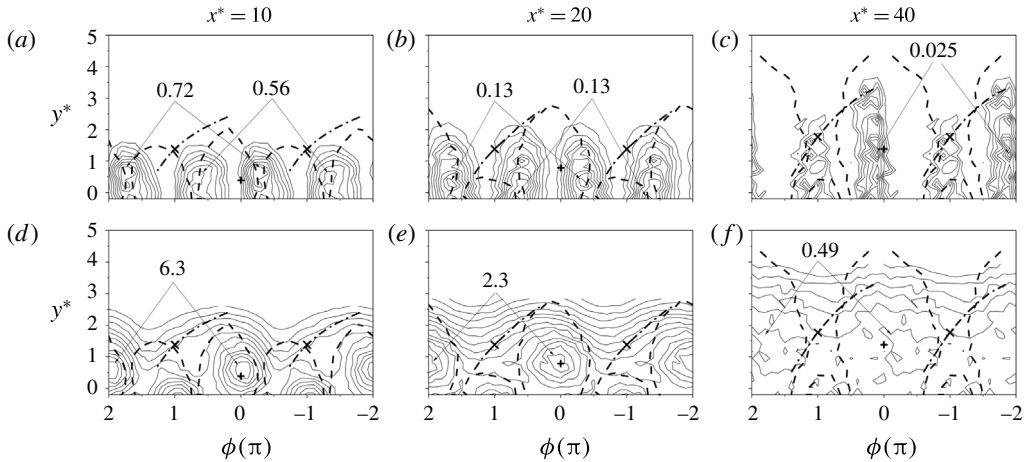 x* = 10 x* = 20 x* = 40
(a) (b) (c)
5
4
3
2
1
0
y*
0.72 0.56
0.13 0.13
0.025
(d) (e) (f)
5
4
3
2
1
0
y*
6.3
2.3
0.49
2 1 0 –1 –2
2 1 0 –1 –2
2 1 0 –1 –2
ϕ(π) ϕ(π) ϕ(π)